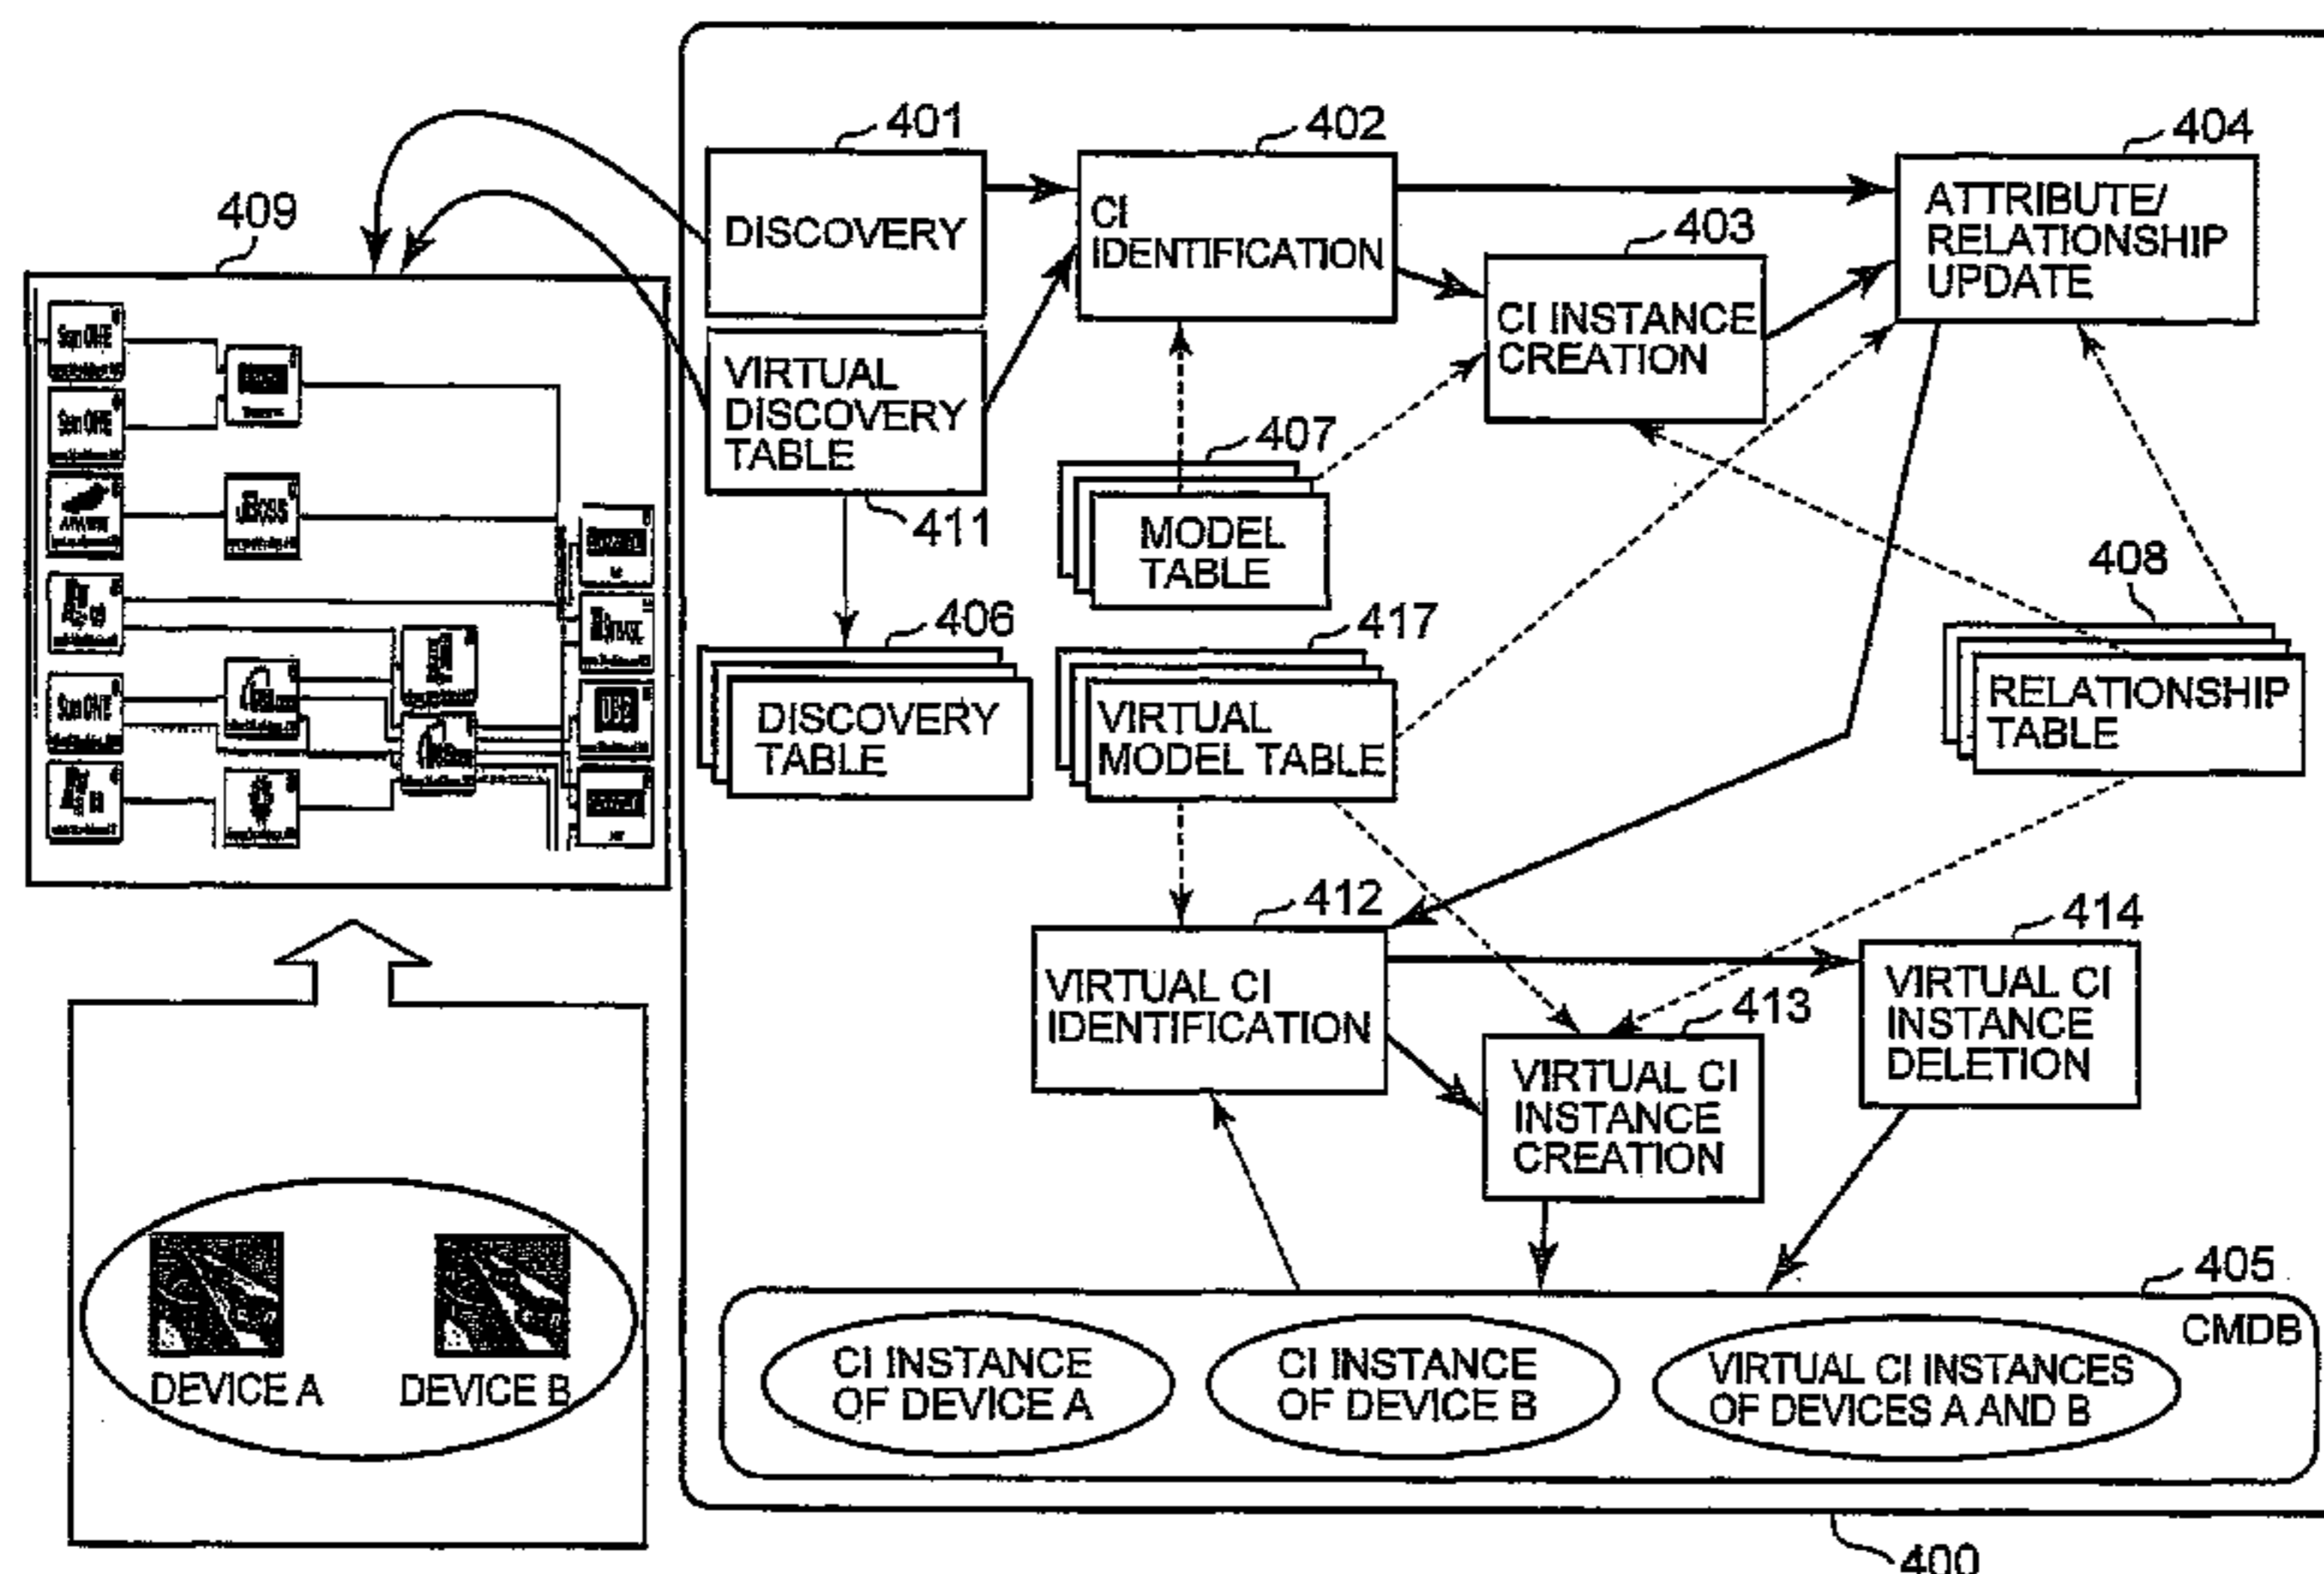 401
402
404
409
DISCOVERY
CI
IDENTIFICATION
403
ATTRIBUTE/
RELATIONSHIP
UPDATE
CI INSTANCE
CREATION
VIRTUAL
DISCOVERY
TABLE
411
407
MODEL
TABLE
408
RELATIONSHIP
TABLE
406
DISCOVERY
TABLE
417
VIRTUAL
MODEL TABLE
412
VIRTUAL CI
IDENTIFICATION
414
VIRTUAL CI
INSTANCE
DELETION
413
VIRTUAL CI
INSTANCE
CREATION
DEVICE A
DEVICE B
405
CMDB
CI INSTANCE
OF DEVICE A
CI INSTANCE
OF DEVICE B
VIRTUAL CI INSTANCES
OF DEVICES A AND B
400